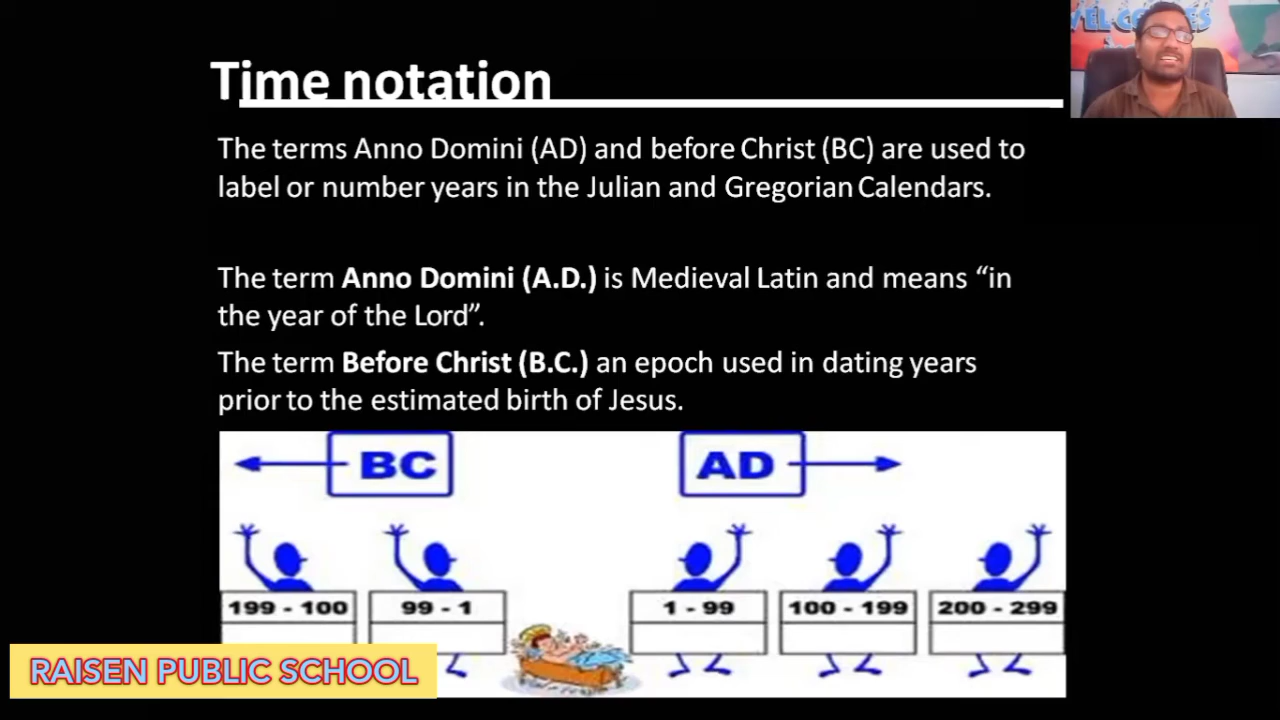 Time notation
The terms Anno Domini (AD) and before Christ (BC) are used to
label or number years in the Julian and Gregorian Calendars.
The term Anno Domini (A.D.) is Medieval Latin and means “in
the year of the Lord”.
The term Before Christ (B.C.) an epoch used in dating years
prior to the estimated birth of Jesus.
BC AD
199 - 100 99 - 1 1 - 99 100 - 199 200 - 299
RAISEN PUBLIC SCHOOL